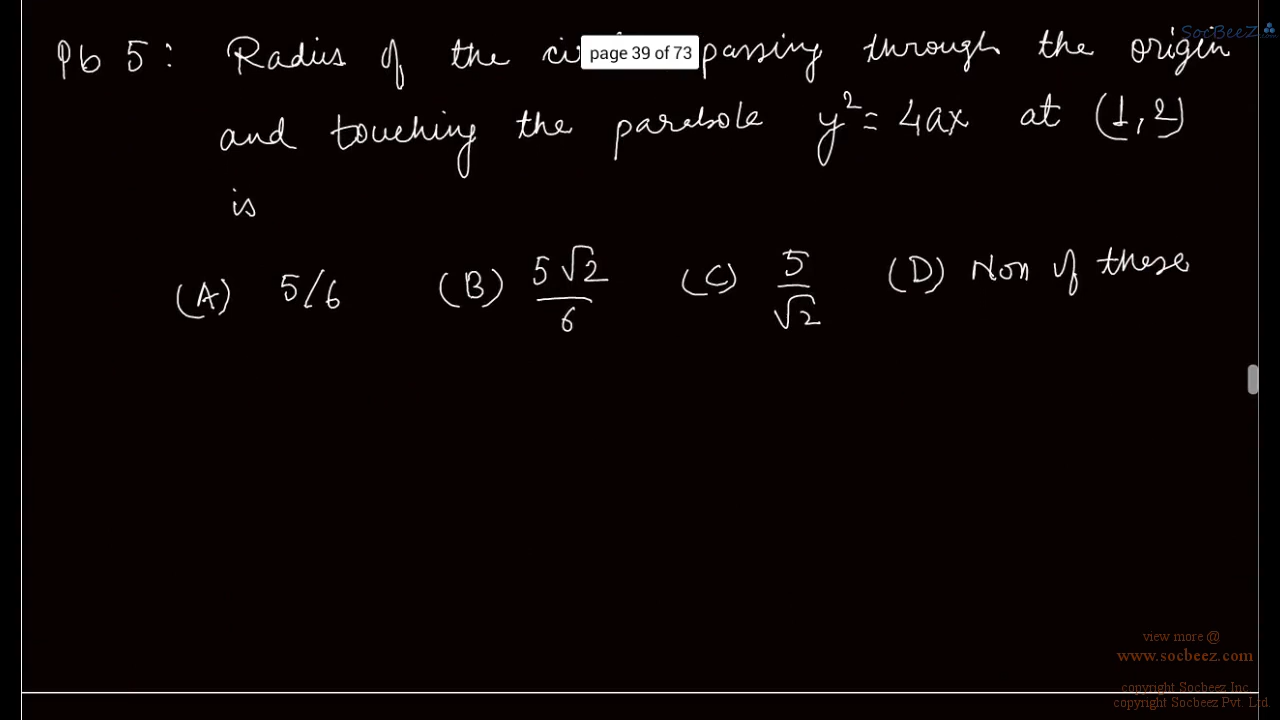 SocBeeZ
Pb 5: Radius of the passing through the origin
page 39 of 73
and touching the parabola y² = 4ax at (1, 2)
is
(A) 5/6 (B) 5√2/6 (C) 5/√2 (D) Non of these
view more @
www.socbeez.com
copyright Socbeez Inc
copyright Socbeez Pvt. Ltd